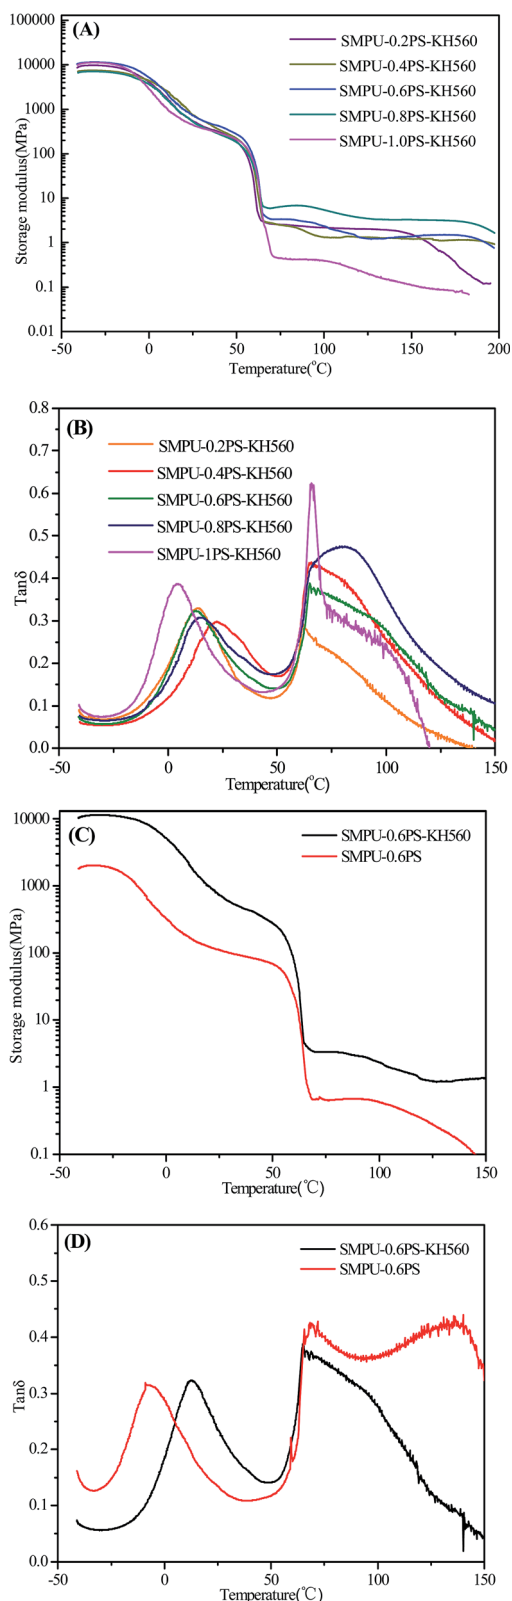 (A)
SMPU-0.2PS-KH560
SMPU-0.4PS-KH560
SMPU-0.6PS-KH560
SMPU-0.8PS-KH560
SMPU-1.0PS-KH560
Storage modulus(MPa)
100000
10000
1000
100
10
1
0.1
0.01
-50 0 50 100 150 200
Temperature(°C)
(B)
SMPU-0.2PS-KH560
SMPU-0.4PS-KH560
SMPU-0.6PS-KH560
SMPU-0.8PS-KH560
SMPU-1PS-KH560
Tanδ
0.8
0.7
0.6
0.5
0.4
0.3
0.2
0.1
0.0
-50 0 50 100 150
Temperature(°C)
(C)
SMPU-0.6PS-KH560
SMPU-0.6PS
Storage modulus(MPa)
10000
1000
100
10
1
0.1
-50 0 50 100 150
Temperature(℃)
(D)
SMPU-0.6PS-KH560
SMPU-0.6PS
Tanδ
0.6
0.5
0.4
0.3
0.2
0.1
0.0
-50 0 50 100 150
Temperature(℃)